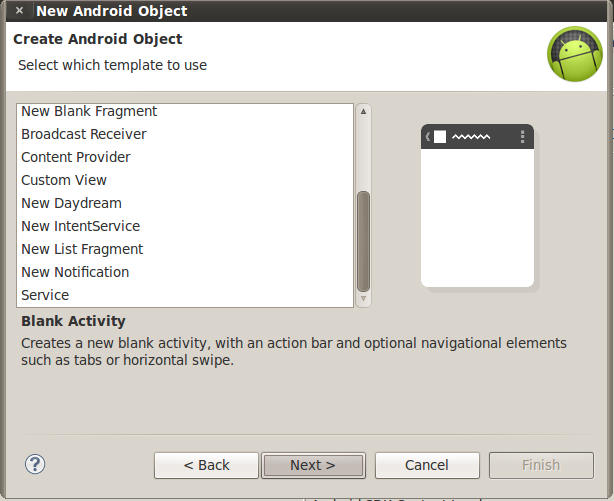 New Android Object
Create Android Object
Select which template to use
New Blank Fragment
Broadcast Receiver
Content Provider
Custom View
New Daydream
New IntentService
New List Fragment
New Notification
Service
Blank Activity
Creates a new blank activity, with an action bar and optional navigational elements
such as tabs or horizontal swipe.
?
< Back
Next >
Cancel
Finish